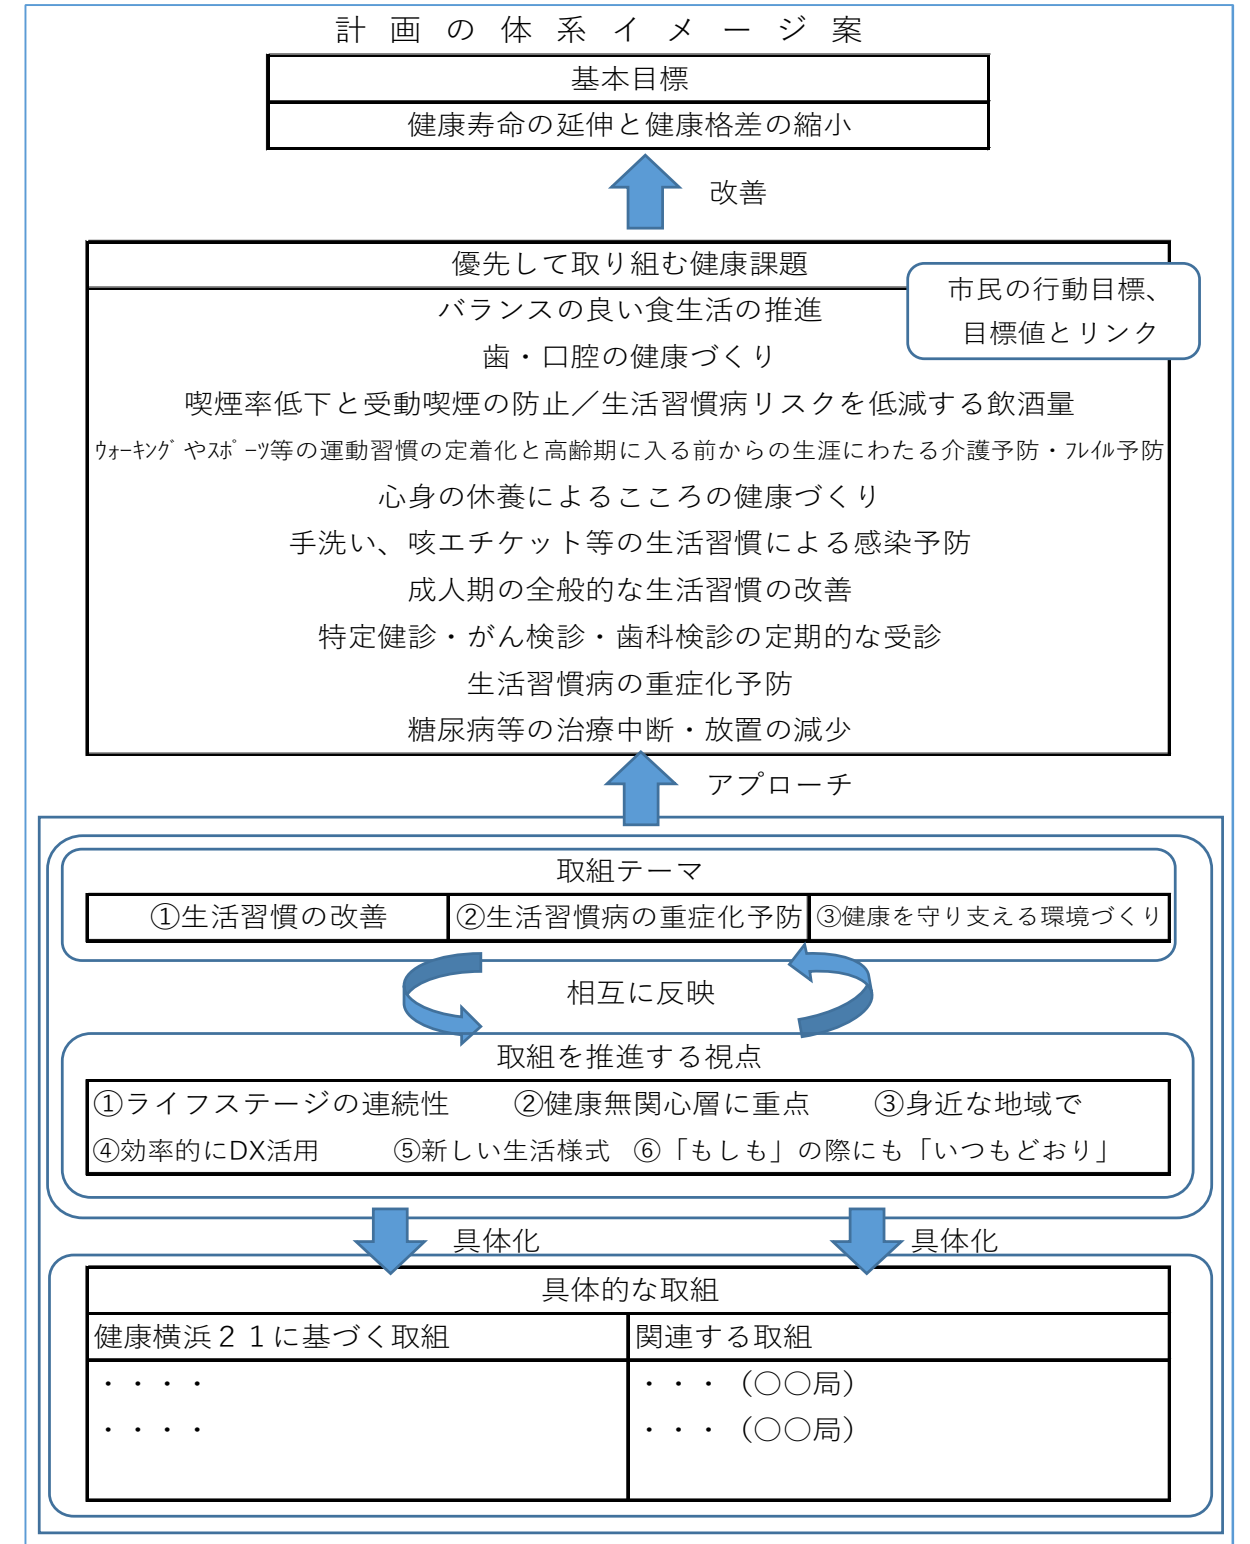 計画の体系イメージ案
基本目標
健康寿命の延伸と健康格差の縮小
改善
優先して取り組む健康課題
市民の行動目標、
目標値とリンク
バランスの良い食生活の推進
歯・口腔の健康づくり
喫煙率低下と受動喫煙の防止／生活習慣病リスクを低減する飲酒量
ｳｫｰｷﾝｸﾞやｽﾎﾟｰﾂ等の運動習慣の定着化と高齢期に入る前からの生涯にわたる介護予防・ﾌﾚｲﾙ予防
心身の休養によるこころの健康づくり
手洗い、咳エチケット等の生活習慣による感染予防
成人期の全般的な生活習慣の改善
特定健診・がん検診・歯科検診の定期的な受診
生活習慣病の重症化予防
糖尿病等の治療中断・放置の減少
アプローチ
取組テーマ
①生活習慣の改善 ②生活習慣病の重症化予防 ③健康を守り支える環境づくり
相互に反映
取組を推進する視点
①ライフステージの連続性 ②健康無関心層に重点 ③身近な地域で
④効率的にDX活用 ⑤新しい生活様式 ⑥「もしも」の際にも「いつもどおり」
具体化 具体化
具体的な取組
健康横浜２１に基づく取組 関連する取組
・・・・ ・・・（○○局）
・・・・ ・・・（○○局）